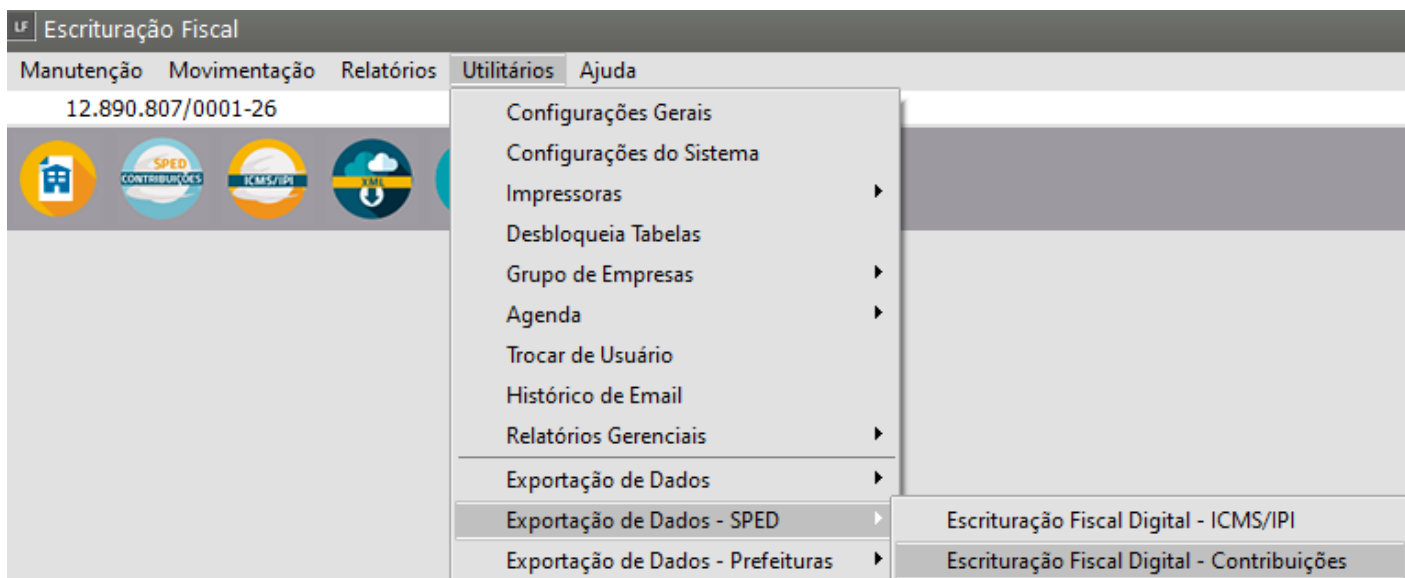 LF Escrituração Fiscal
Manutenção Movimentação Relatórios Utilitários Ajuda
12.890.807/0001-26
SPED
CONTRIBUIÇÕES
ICMS/IPI
XML
Configurações Gerais
Configurações do Sistema
Impressoras
Desbloqueia Tabelas
Grupo de Empresas
Agenda
Trocar de Usuário
Histórico de Email
Relatórios Gerenciais
Exportação de Dados
Exportação de Dados - SPED
Exportação de Dados - Prefeituras
Escrituração Fiscal Digital - ICMS/IPI
Escrituração Fiscal Digital - Contribuições